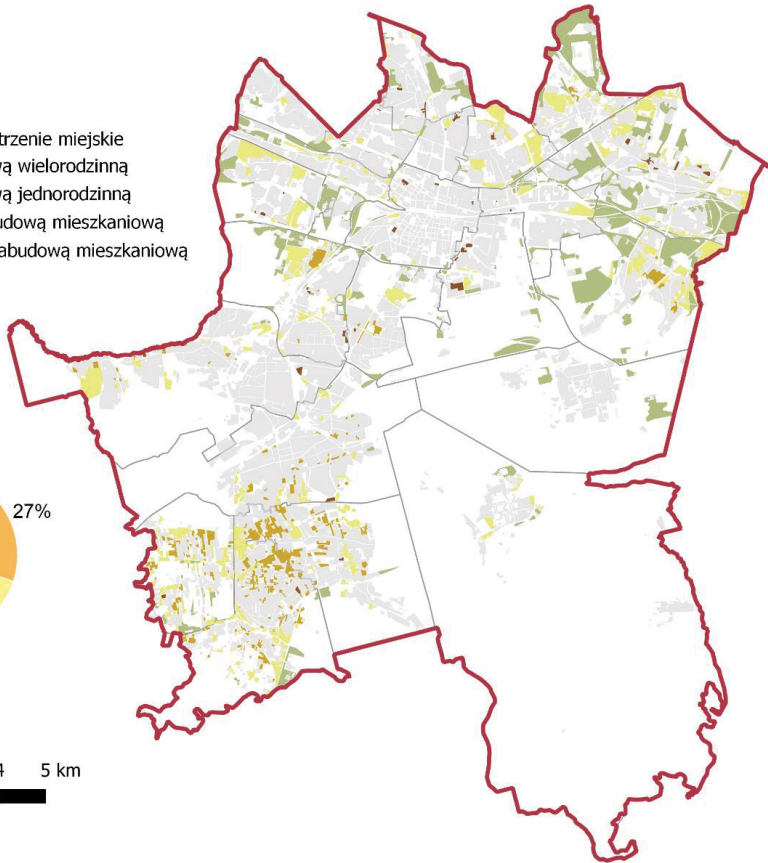 trzenie miejskie
wą wielorodzinną
wą jednorodzinną
udową mieszkaniową
abudową mieszkaniową
27%
4 5 km